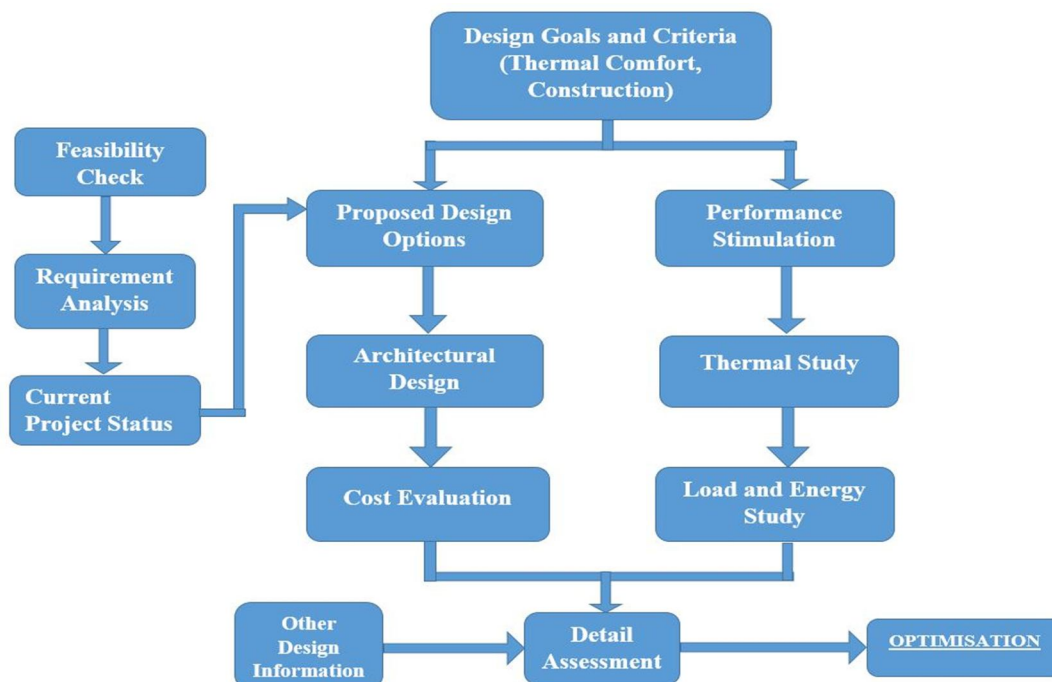 Design Goals and Criteria
(Thermal Comfort,
Construction)
Feasibility
Check
Requirement
Analysis
Current
Project Status
Proposed Design
Options
Architectural
Design
Cost Evaluation
Performance
Stimulation
Thermal Study
Load and Energy
Study
Other
Design
Information
Detail
Assessment
OPTIMISATION